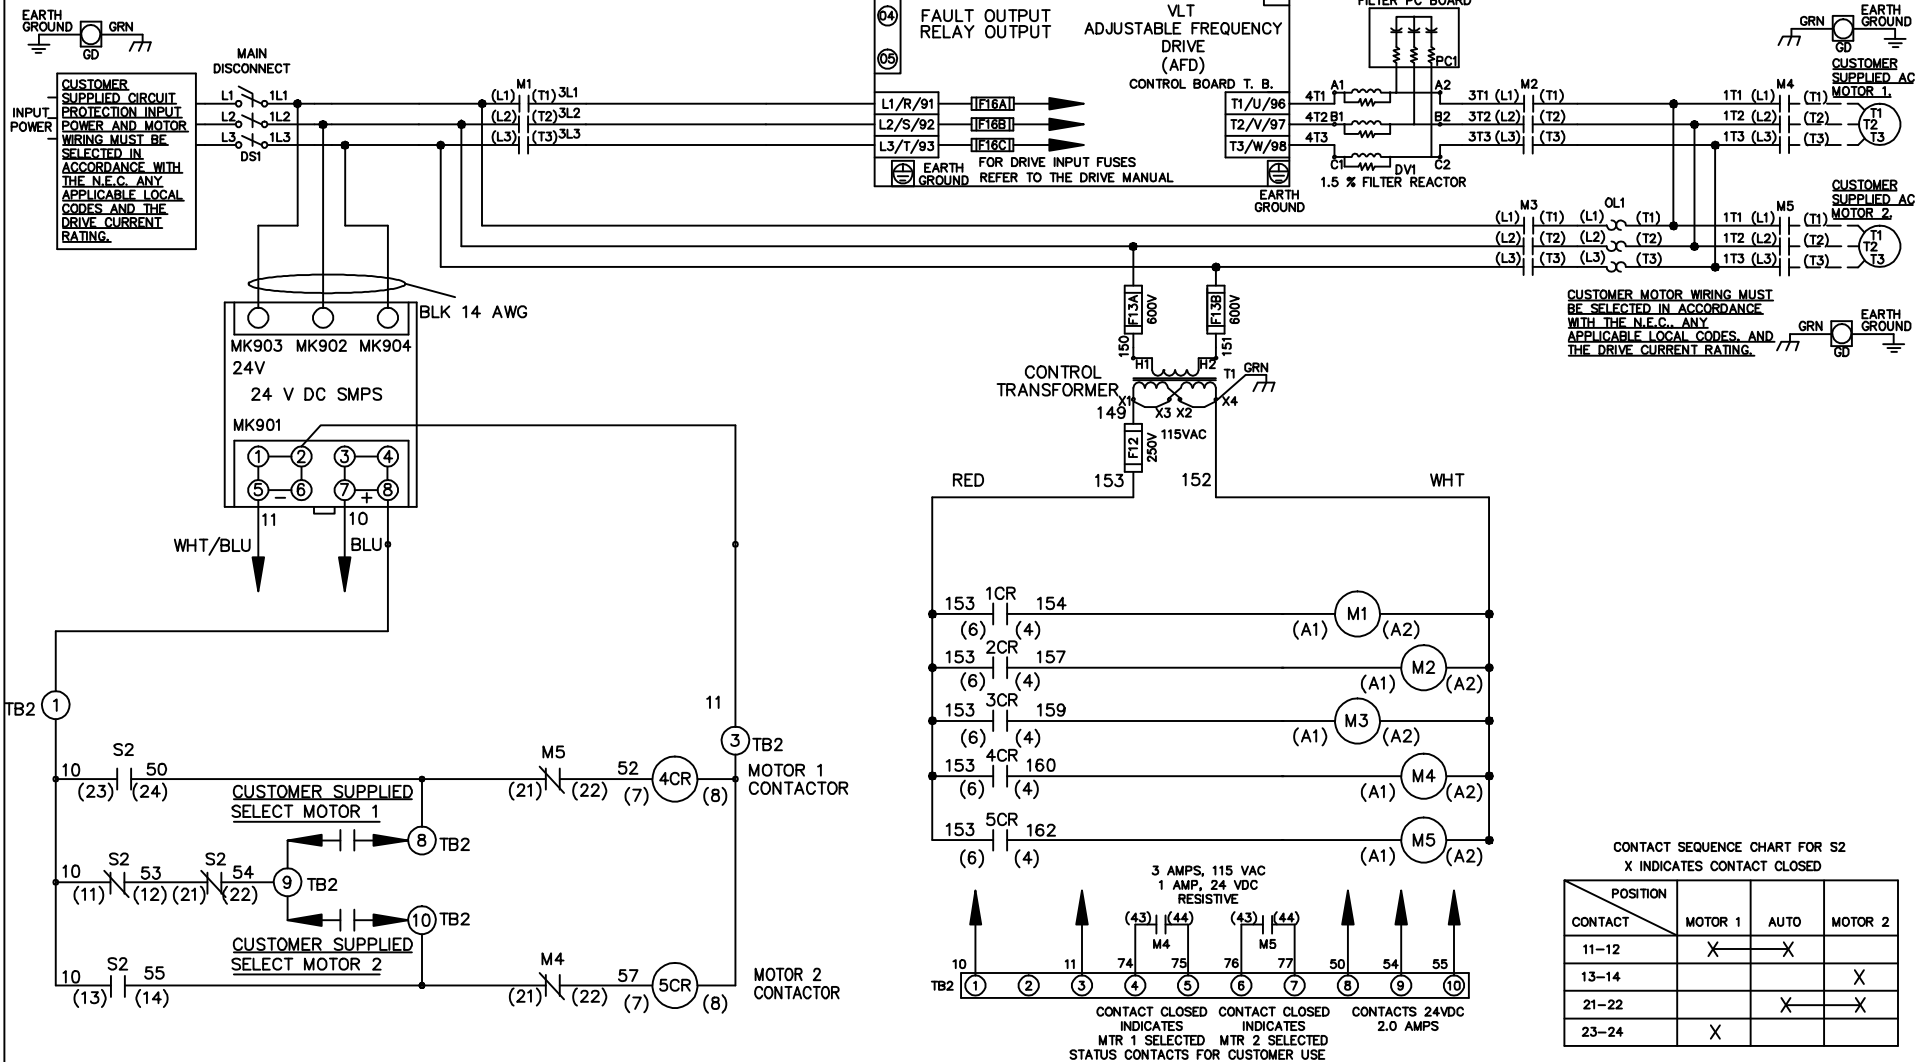 EARTH
GROUND
GRN
GD
INPUT
POWER
CUSTOMER
SUPPLIED CIRCUIT
PROTECTION INPUT
POWER AND MOTOR
WIRING MUST BE
SELECTED IN
ACCORDANCE WITH
THE N.E.C. ANY
APPLICABLE LOCAL
CODES AND THE
DRIVE CURRENT
RATING.
MAIN
DISCONNECT
L1 1L1
L2 1L2
L3 1L3
DS1
M1
(L1) (T1) 3L1
(L2) (T2) 3L2
(L3) (T3) 3L3
04
05
FAULT OUTPUT
RELAY OUTPUT
VLT
ADJUSTABLE FREQUENCY
DRIVE
(AFD)
CONTROL BOARD T. B.
L1/R/91 F16A
L2/S/92 F16B
L3/T/93 F16C
EARTH
GROUND
FOR DRIVE INPUT FUSES
REFER TO THE DRIVE MANUAL
T1/U/96
T2/V/97
T3/W/98
EARTH
GROUND
FILTER PC BOARD
PC1
4T1 A1 A2
4T2 B1 B2
4T3 C1 C2
DV1
1.5 % FILTER REACTOR
M2
3T1 (L1) (T1)
3T2 (L2) (T2)
3T3 (L3) (T3)
M4
1T1 (L1) (T1)
1T2 (L2) (T2)
1T3 (L3) (T3)
GRN
GD
EARTH
GROUND
CUSTOMER
SUPPLIED AC
MOTOR 1.
T1
T2
T3
M3
(L1) (T1)
(L2) (T2)
(L3) (T3)
OL1
(L1) (T1)
(L2) (T2)
(L3) (T3)
M5
1T1 (L1) (T1)
1T2 (L2) (T2)
1T3 (L3) (T3)
CUSTOMER
SUPPLIED AC
MOTOR 2.
T1
T2
T3
CUSTOMER MOTOR WIRING MUST
BE SELECTED IN ACCORDANCE
WITH THE N.E.C., ANY
APPLICABLE LOCAL CODES, AND
THE DRIVE CURRENT RATING.
GRN
GD
EARTH
GROUND
BLK 14 AWG
MK903 MK902 MK904
24V
24 V DC SMPS
MK901
1 2 3 4
5 - 6 7 + 8
11 10
WHT/BLU BLU
F13A
600V
F13B
600V
150
151
H1 H2
T1
GRN
CONTROL
TRANSFORMER
X1 X3 X2 X4
149
115VAC
F12
250V
RED 153 152 WHT
153 1CR 154 M1
(6) (4) (A1) (A2)
153 2CR 157 M2
(6) (4) (A1) (A2)
153 3CR 159 M3
(6) (4) (A1) (A2)
153 4CR 160 M4
(6) (4) (A1) (A2)
153 5CR 162 M5
(6) (4) (A1) (A2)
TB2 1
11
3 TB2
10 S2 50
(23) (24)
M5 52 4CR
(21) (22) (7) (8)
MOTOR 1
CONTACTOR
CUSTOMER SUPPLIED
SELECT MOTOR 1
8 TB2
10 S2 53 S2 54 9 TB2
(11) (12) (21) (22)
10 TB2
CUSTOMER SUPPLIED
SELECT MOTOR 2
10 S2 55
(13) (14)
M4 57 5CR
(21) (22) (7) (8)
MOTOR 2
CONTACTOR
3 AMPS, 115 VAC
1 AMP, 24 VDC
RESISTIVE
(43) (44) (43) (44)
M4 M5
10 11 74 75 76 77 50 54 55
TB2 1 2 3 4 5 6 7 8 9 10
CONTACT CLOSED
INDICATES
MTR 1 SELECTED
CONTACT CLOSED
INDICATES
MTR 2 SELECTED
STATUS CONTACTS FOR CUSTOMER USE
CONTACTS 24VDC
2.0 AMPS
CONTACT SEQUENCE CHART FOR S2
X INDICATES CONTACT CLOSED
POSITION
CONTACT MOTOR 1 AUTO MOTOR 2
11-12 X X
13-14 X
21-22 X X
23-24 X